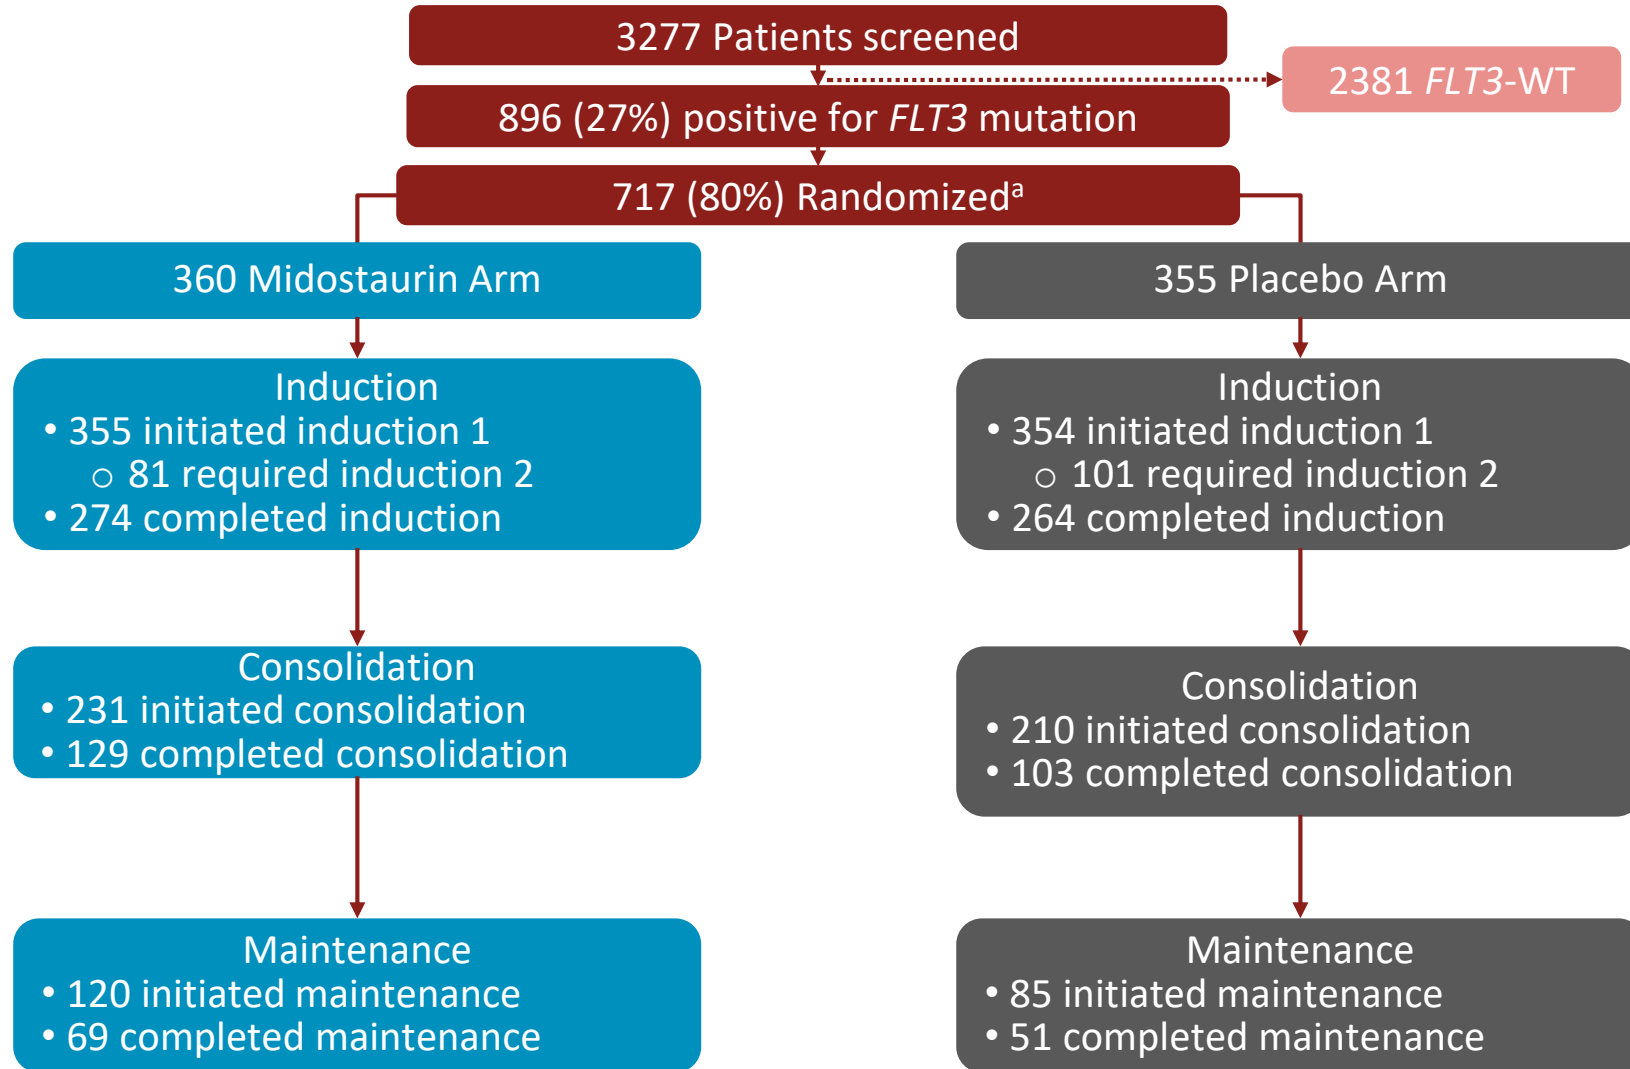 3277 Patients screened
2381 FLT3-WT
896 (27%) positive for FLT3 mutation
717 (80%) Randomizedᵃ
360 Midostaurin Arm
Induction
• 355 initiated induction 1
○ 81 required induction 2
• 274 completed induction
Consolidation
• 231 initiated consolidation
• 129 completed consolidation
Maintenance
• 120 initiated maintenance
• 69 completed maintenance
355 Placebo Arm
Induction
• 354 initiated induction 1
○ 101 required induction 2
• 264 completed induction
Consolidation
• 210 initiated consolidation
• 103 completed consolidation
Maintenance
• 85 initiated maintenance
• 51 completed maintenance